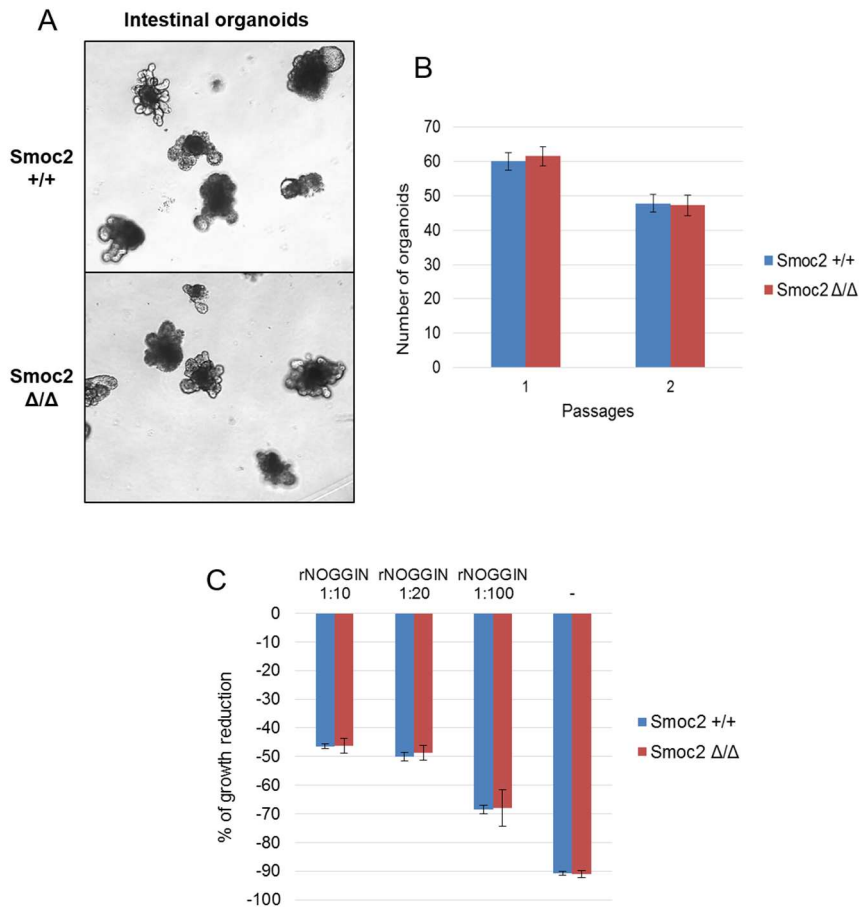 A
Intestinal organoids
Smoc2
+/+
Smoc2
Δ/Δ
B
70
60
50
40
30
20
10
0
Number of organoids
1
2
Passages
Smoc2 +/+
Smoc2 Δ/Δ
C
rNOGGIN rNOGGIN rNOGGIN
1:10 1:20 1:100 -
0
-10
-20
-30
-40
-50
-60
-70
-80
-90
-100
% of growth reduction
Smoc2 +/+
Smoc2 Δ/Δ